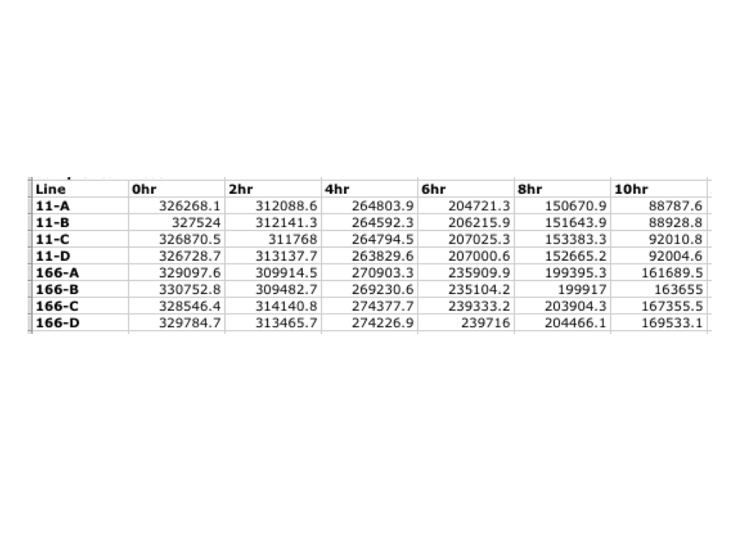 Line 0hr 2hr 4hr 6hr 8hr 10hr
11-A 326268.1 312088.6 264803.9 204721.3 150670.9 88787.6
11-B 327524 312141.3 264592.3 206215.9 151643.9 88928.8
11-C 326870.5 311768 264794.5 207025.3 153383.3 92010.8
11-D 326728.7 313137.7 263829.6 207000.6 152665.2 92004.6
166-A 329097.6 309914.5 270903.3 235909.9 199395.3 161689.5
166-B 330752.8 309482.7 269230.6 235104.2 199917 163655
166-C 328546.4 314140.8 274377.7 239333.2 203904.3 167355.5
166-D 329784.7 313465.7 274226.9 239716 204466.1 169533.1